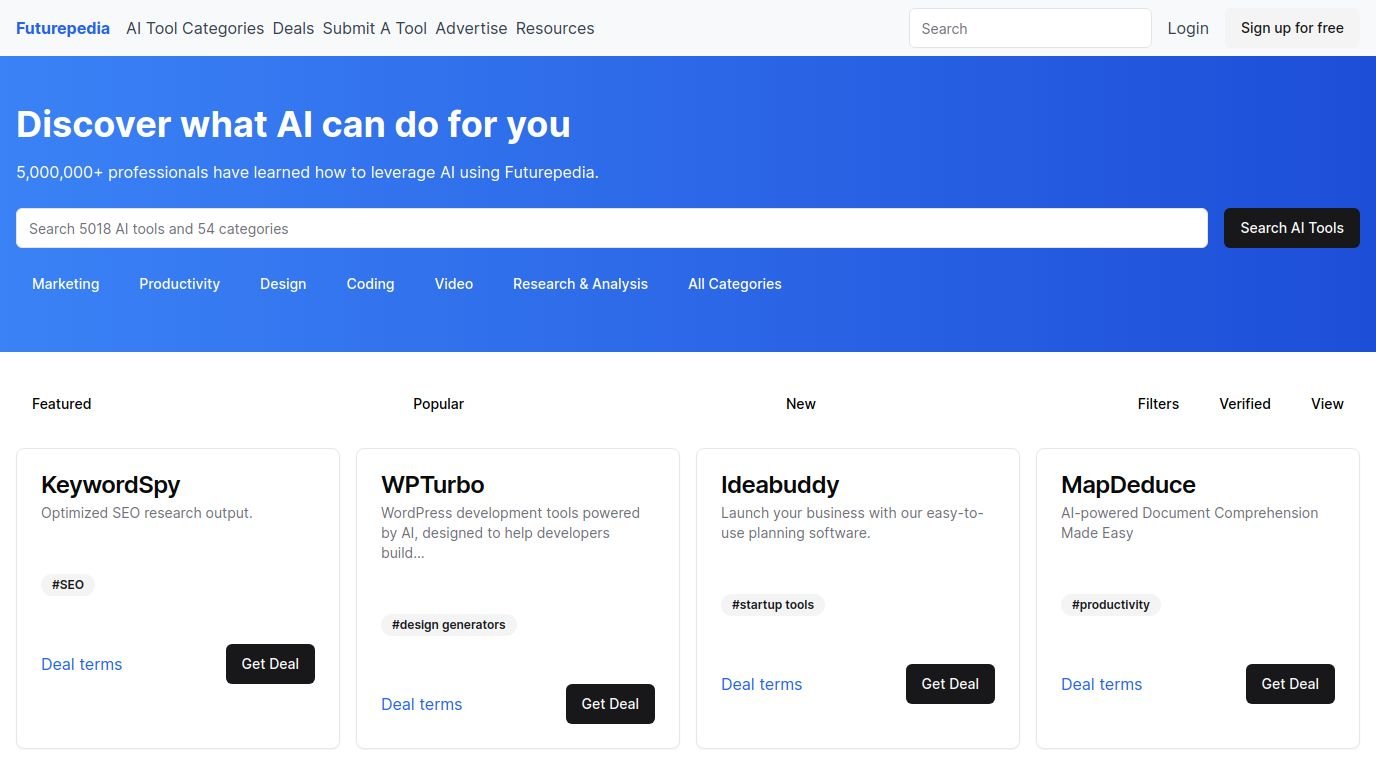 Futurepedia AI Tool Categories Deals Submit A Tool Advertise Resources Search Login Sign up for free
Discover what AI can do for you
5,000,000+ professionals have learned how to leverage AI using Futurepedia.
Search 5018 AI tools and 54 categories Search AI Tools
Marketing Productivity Design Coding Video Research & Analysis All Categories
Featured Popular New Filters Verified View
KeywordSpy
Optimized SEO research output.
#SEO
Deal terms Get Deal
WPTurbo
WordPress development tools powered
by AI, designed to help developers
build...
#design generators
Deal terms Get Deal
Ideabuddy
Launch your business with our easy-to-
use planning software.
#startup tools
Deal terms Get Deal
MapDeduce
AI-powered Document Comprehension
Made Easy
#productivity
Deal terms Get Deal